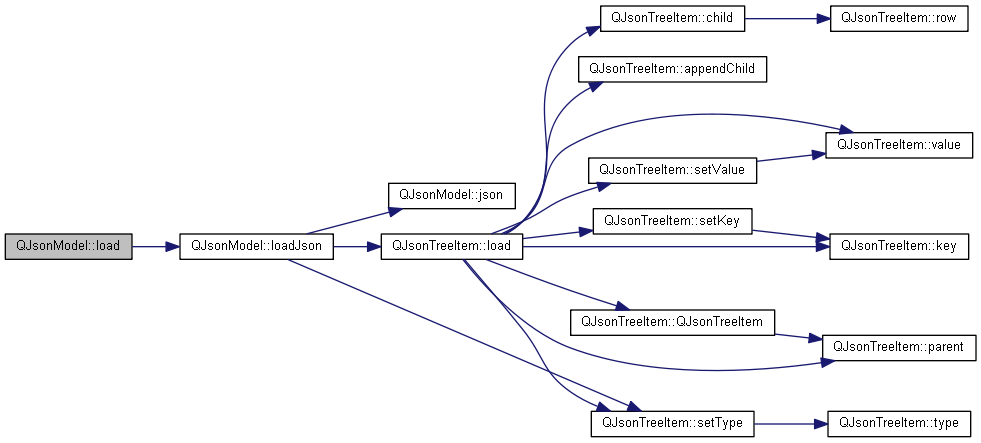 QJsonTreeItem::child
QJsonTreeItem::row
QJsonTreeItem::appendChild
QJsonTreeItem::value
QJsonTreeItem::setValue
QJsonModel::json
QJsonTreeItem::setKey
QJsonModel::load
QJsonModel::loadJson
QJsonTreeItem::load
QJsonTreeItem::key
QJsonTreeItem::QJsonTreeItem
QJsonTreeItem::parent
QJsonTreeItem::setType
QJsonTreeItem::type